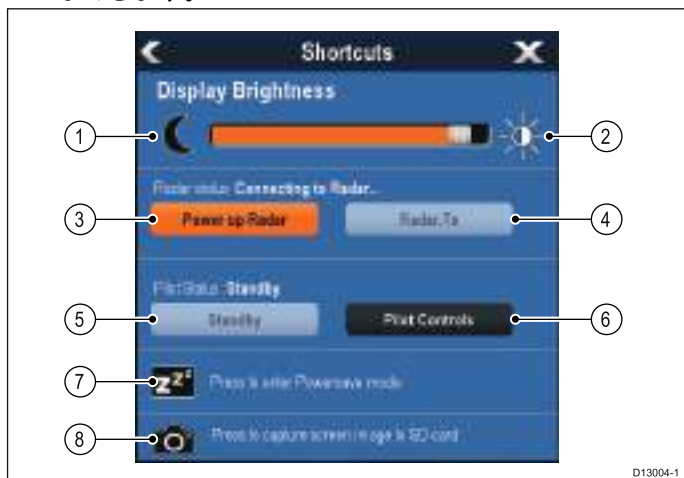 Shortcuts
Display Brightness
1
2
Radar status: Connecting to Radar...
3
Power up Radar
Radar: Tx
4
Pilot Status: Standby
5
Standby
Pilot Controls
6
7
Press to enter Powersave mode
8
Press to capture screen image to SD card
D13004-1